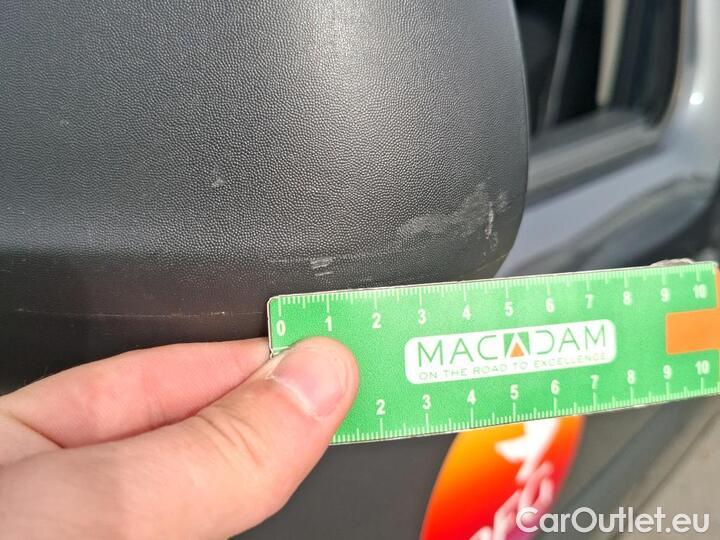 0 1 2 3 4 5 6 7 8 9 10
MACADAM
ON THE ROAD TO EXCELLENCE
2 3 4 5 6 7 8 9 10
CarOutlet.eu